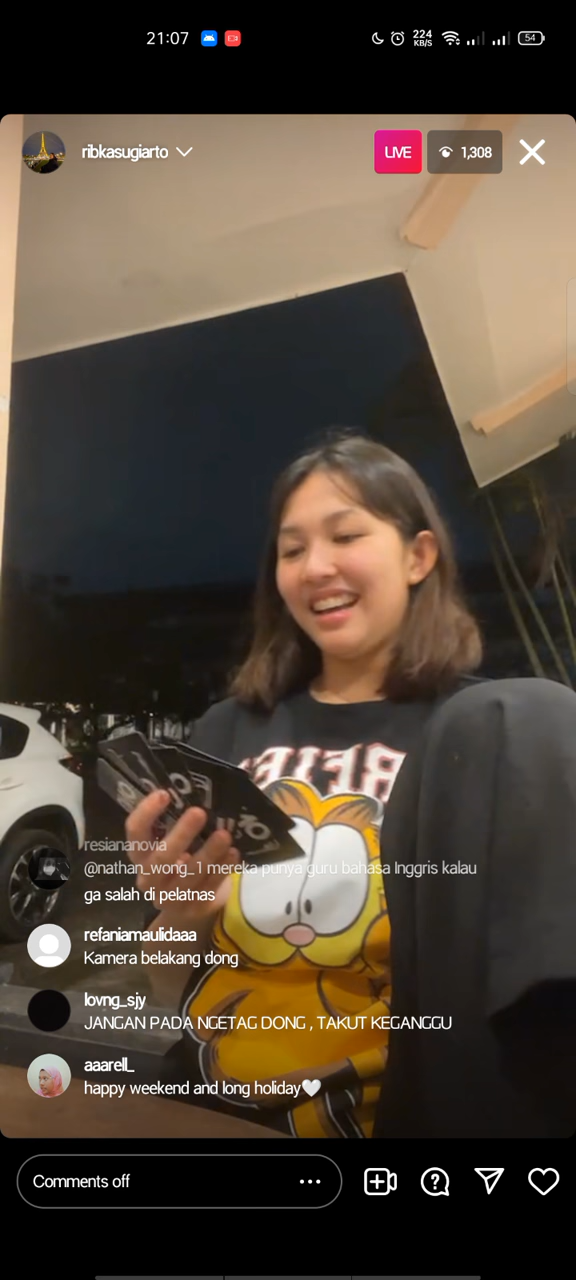 21:07
224
KB/S
54
ribkasugiarto
LIVE
1,308
resiananovia
@nathan_wong_1 mereka punya guru bahasa Inggris kalau
ga salah di pelatnas
refaniamaulidaaa
Kamera belakang dong
lovng_sjy
JANGAN PADA NGETAG DONG , TAKUT KEGANGGU
aaarell_
happy weekend and long holiday🤍
Comments off